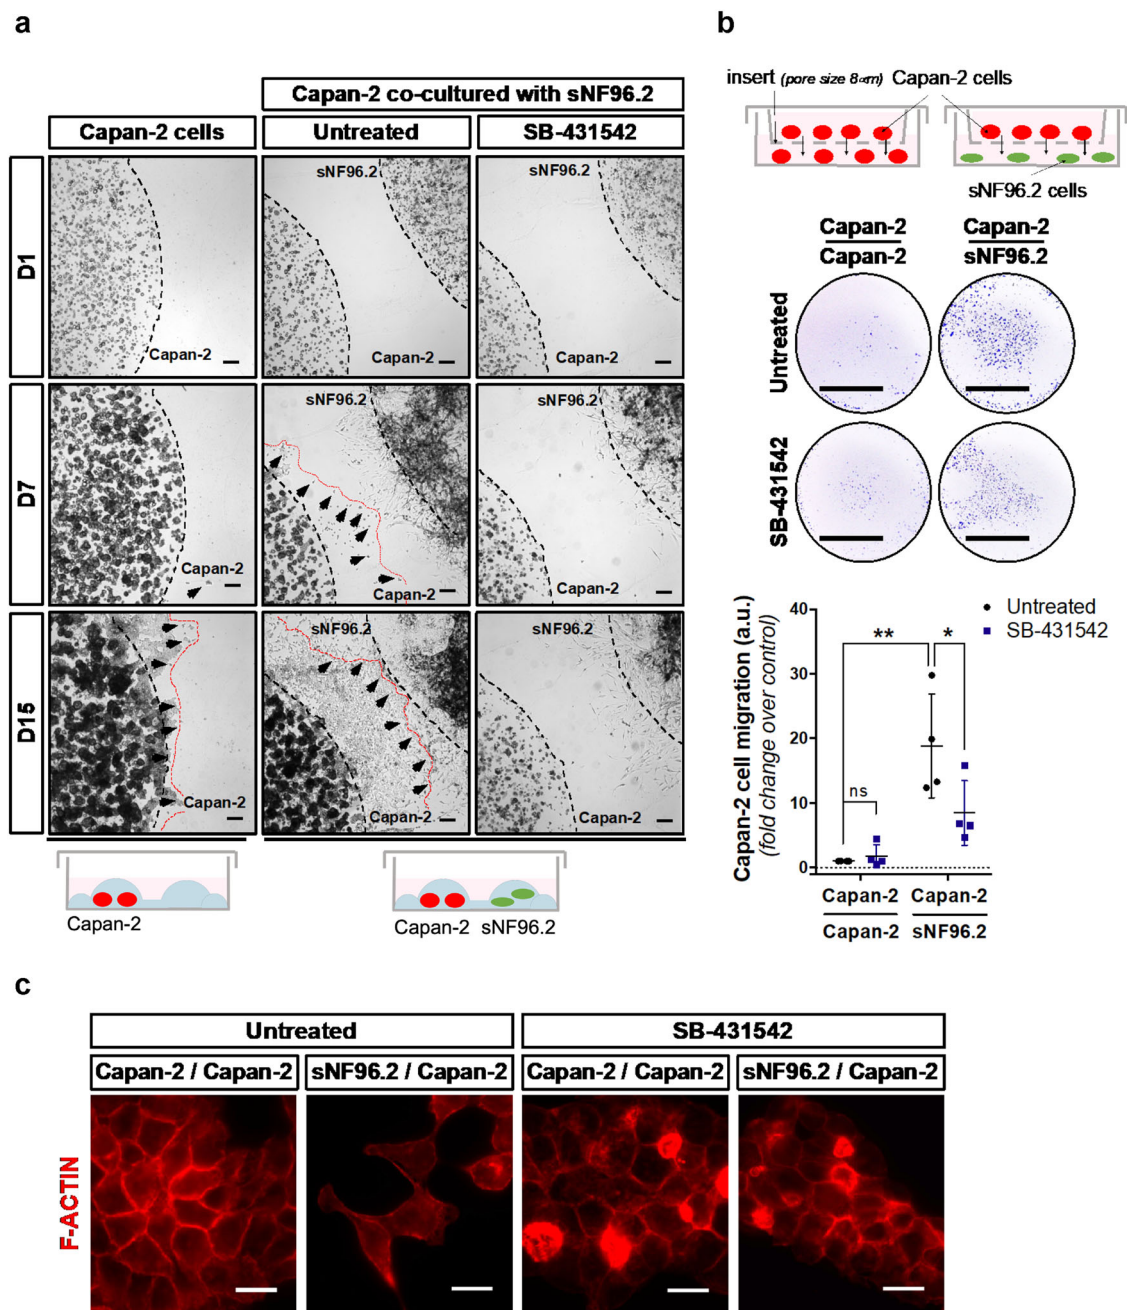 a
Capan-2 co-cultured with sNF96.2
Capan-2 cells
Untreated
SB-431542
D1
sNF96.2
sNF96.2
Capan-2
Capan-2
Capan-2
D7
sNF96.2
sNF96.2
Capan-2
Capan-2
Capan-2
D15
sNF96.2
sNF96.2
Capan-2
Capan-2
Capan-2
Capan-2
Capan-2 sNF96.2
b
insert (pore size 8∝m) Capan-2 cells
sNF96.2 cells
Capan-2
Capan-2
Capan-2
sNF96.2
Untreated
SB-431542
Capan-2 cell migration (a.u.)
(fold change over control)
40
30
20
10
0
Untreated
SB-431542
**
*
ns
Capan-2
Capan-2
Capan-2
sNF96.2
c
Untreated
SB-431542
Capan-2 / Capan-2
sNF96.2 / Capan-2
Capan-2 / Capan-2
sNF96.2 / Capan-2
F-ACTIN